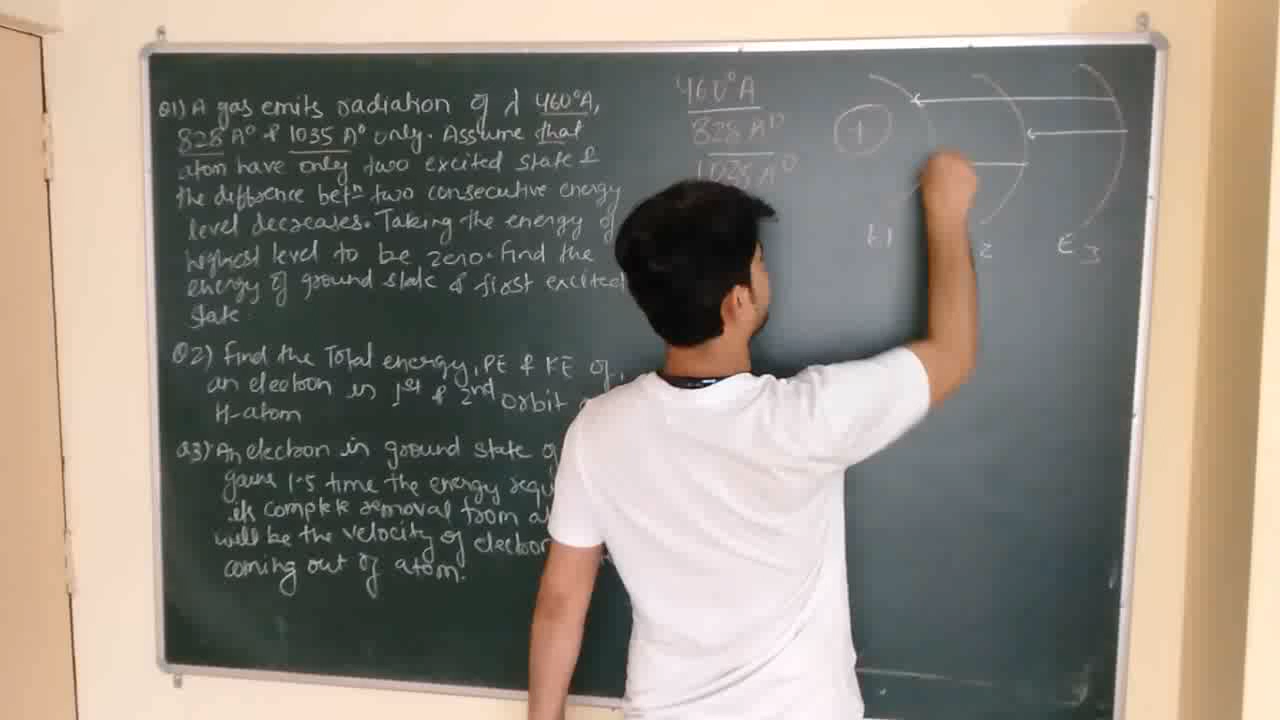 Q1) A gas emits radiation of λ 460°A,
828 A° & 1035 A° only. Assume that
atom have only two excited state &
the diffrence betn two consecutive energy
level decreases. Taking the energy of
highest level to be zero. find the
energy of ground state & first excited
state
Q2) find the Total energy, PE & KE of
an electron in 1st & 2nd orbit
H-atom
Q3) An electron in ground state of
gains 1.5 time the energy
its complete removal from
will be the velocity of electron
coming out of atom.
460°A
828 A°
1035 A°
1
E1
2
E3